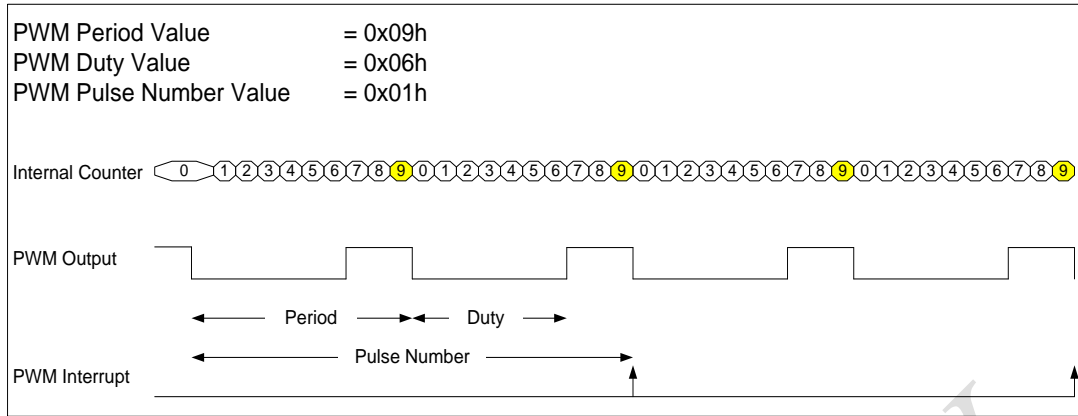 PWM Period Value = 0x09h
PWM Duty Value = 0x06h
PWM Pulse Number Value = 0x01h
Internal Counter 0 1 2 3 4 5 6 7 8 9 0 1 2 3 4 5 6 7 8 9 0 1 2 3 4 5 6 7 8 9 0 1 2 3 4 5 6 7 8 9
PWM Output
Period Duty
Pulse Number
PWM Interrupt